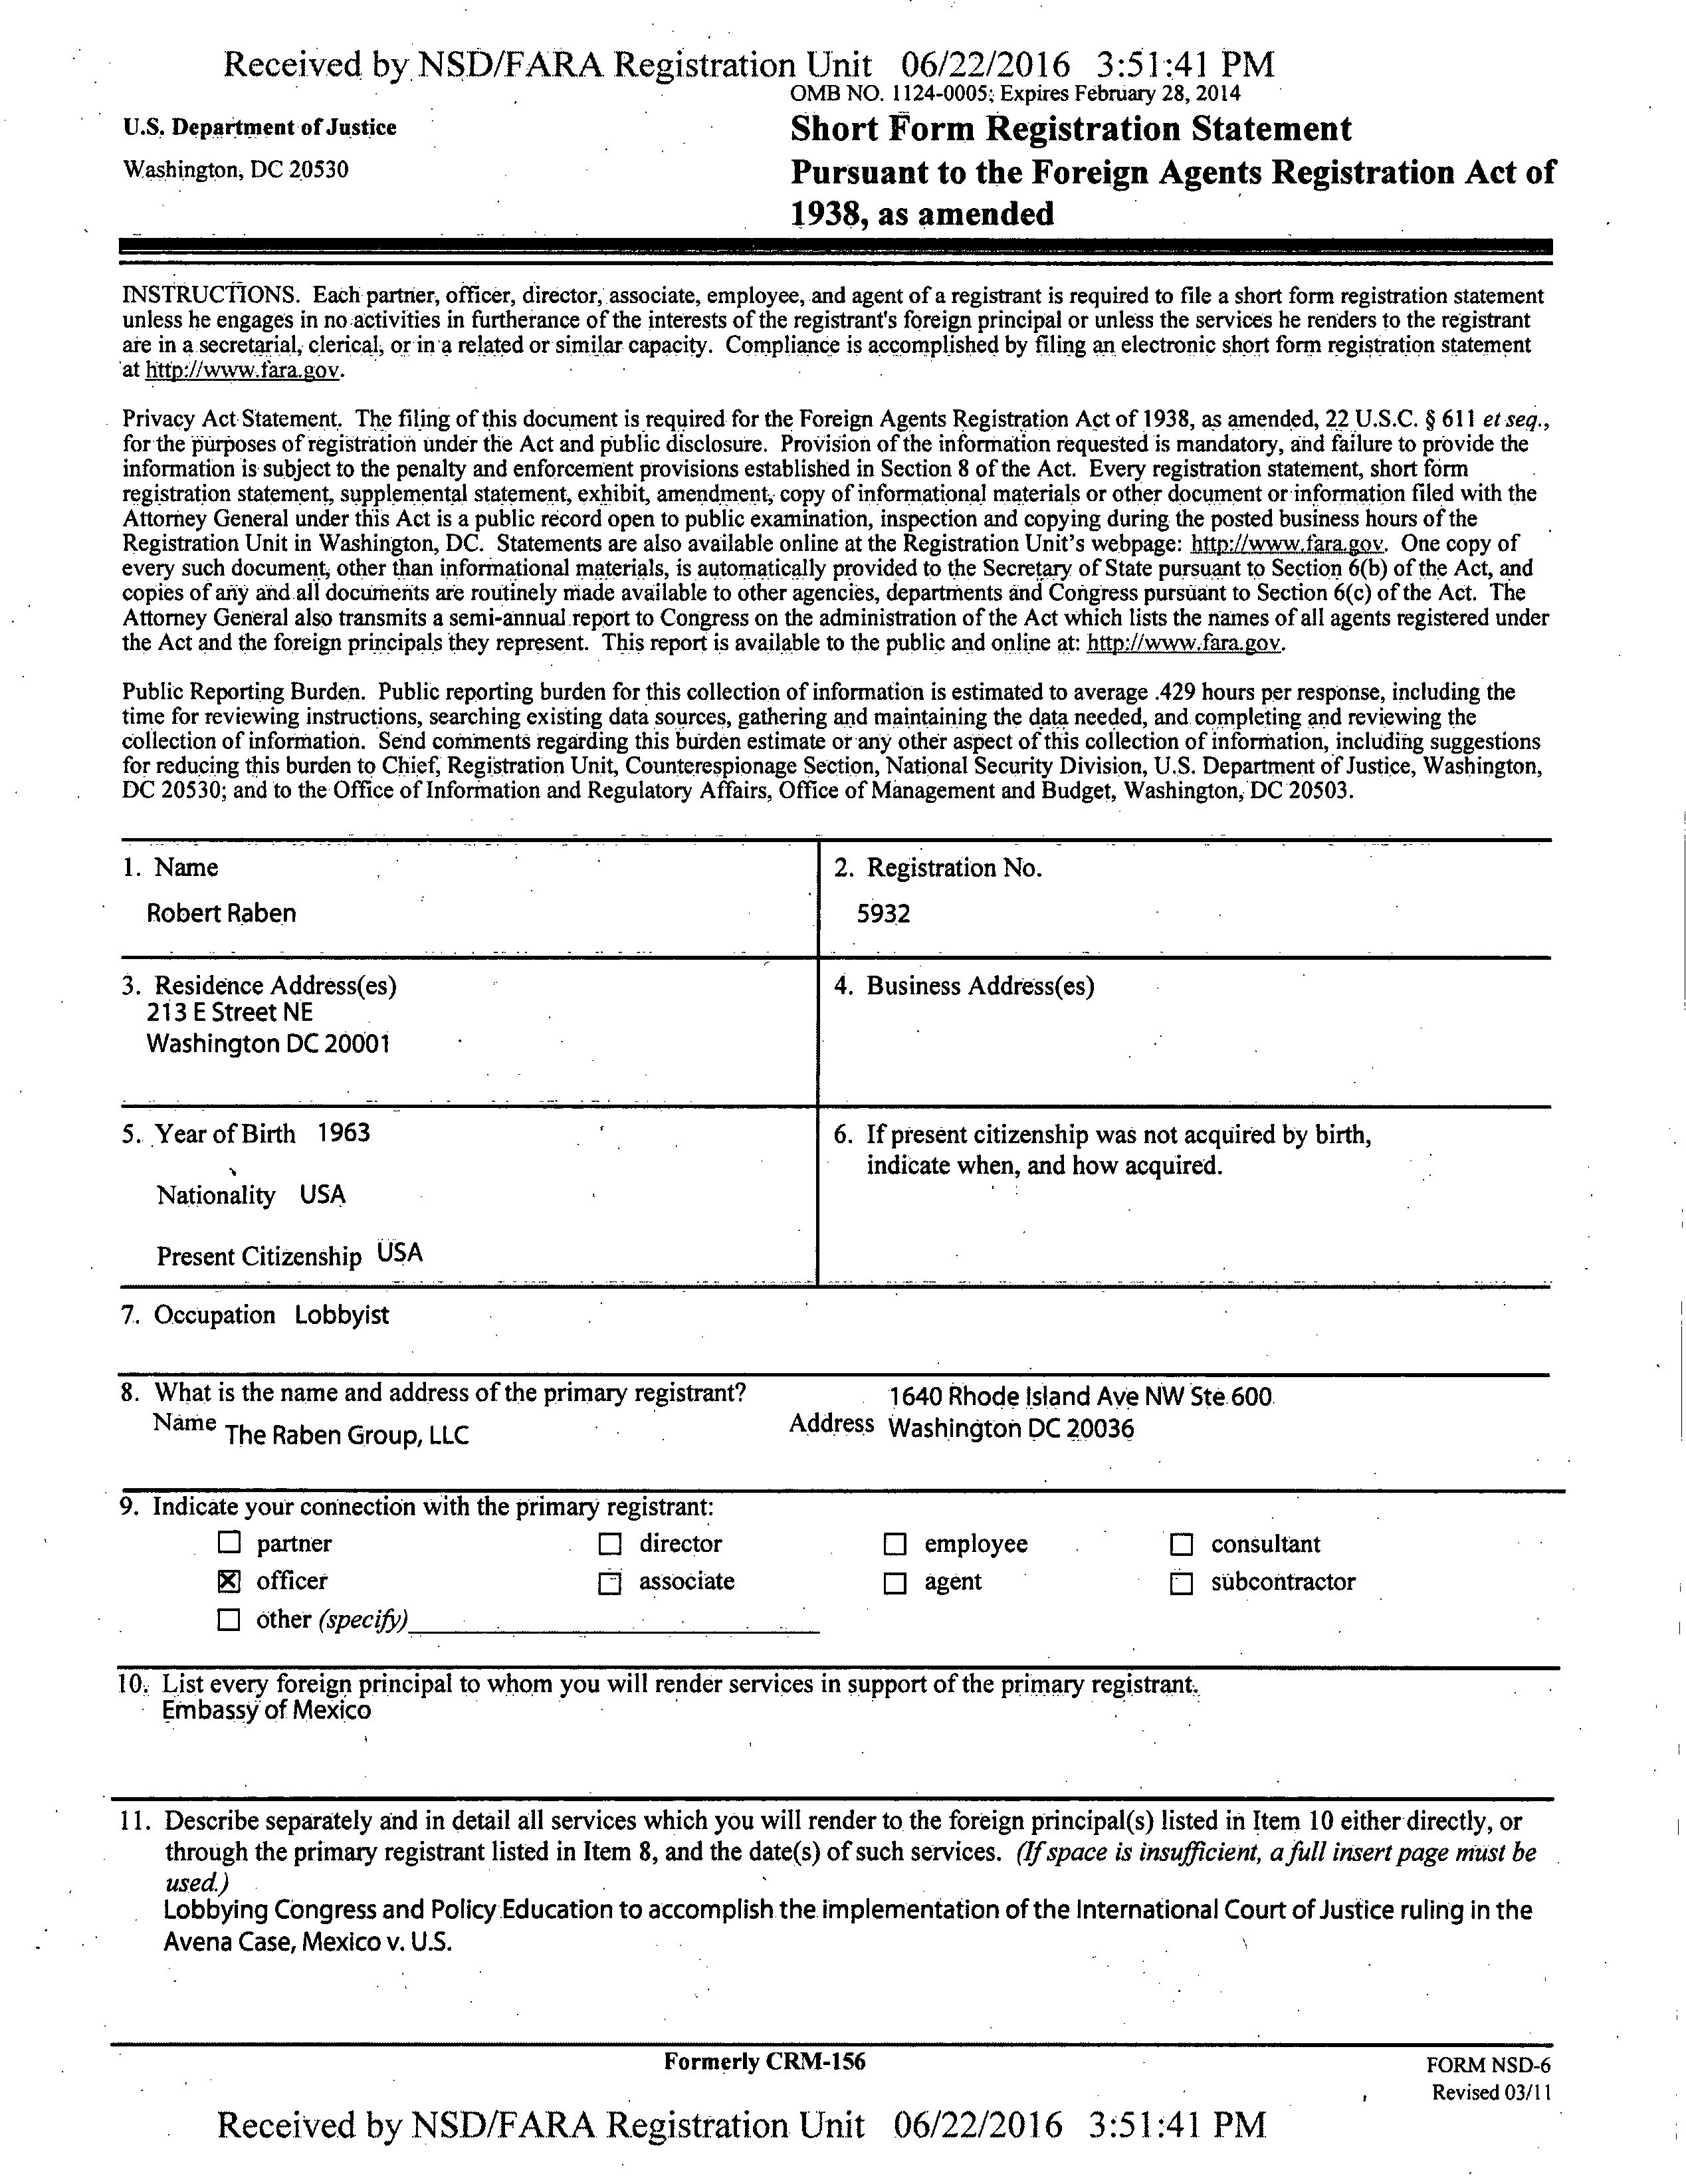 Received by NSD/FARA Registration Unit 06/22/2016 3:51:41 PM
OMB NO. 1124-0005; Expires February 28, 2014
U.S. Department of Justice
Washington, DC 20530
Short Form Registration Statement
Pursuant to the Foreign Agents Registration Act of
1938, as amended
INSTRUCTIONS. Each partner, officer, director, associate, employee, and agent of a registrant is required to file a short form registration statement
unless he engages in no activities in furtherance of the interests of the registrant's foreign principal or unless the services he renders to the registrant
are in a secretarial, clerical, or in a related or similar capacity. Compliance is accomplished by filing an electronic short form registration statement
at http://www.fara.gov.
Privacy Act Statement. The filing of this document is required for the Foreign Agents Registration Act of 1938, as amended, 22 U.S.C. § 611 et seq.,
for the purposes of registration under the Act and public disclosure. Provision of the information requested is mandatory, and failure to provide the
information is subject to the penalty and enforcement provisions established in Section 8 of the Act. Every registration statement, short form
registration statement, supplemental statement, exhibit, amendment, copy of informational materials or other document or information filed with the
Attorney General under this Act is a public record open to public examination, inspection and copying during the posted business hours of the
Registration Unit in Washington, DC. Statements are also available online at the Registration Unit's webpage: http://www.fara.gov. One copy of
every such document, other than informational materials, is automatically provided to the Secretary of State pursuant to Section 6(b) of the Act, and
copies of any and all documents are routinely made available to other agencies, departments and Congress pursuant to Section 6(c) of the Act. The
Attorney General also transmits a semi-annual report to Congress on the administration of the Act which lists the names of all agents registered under
the Act and the foreign principals they represent. This report is available to the public and online at: http://www.fara.gov.
Public Reporting Burden. Public reporting burden for this collection of information is estimated to average .429 hours per response, including the
time for reviewing instructions, searching existing data sources, gathering and maintaining the data needed, and completing and reviewing the
collection of information. Send comments regarding this burden estimate or any other aspect of this collection of information, including suggestions
for reducing this burden to Chief, Registration Unit, Counterespionage Section, National Security Division, U.S. Department of Justice, Washington,
DC 20530; and to the Office of Information and Regulatory Affairs, Office of Management and Budget, Washington, DC 20503.
1. Name
Robert Raben
2. Registration No.
5932
3. Residence Address(es)
213 E Street NE
Washington DC 20001
4. Business Address(es)
5. Year of Birth 1963
Nationality USA
Present Citizenship USA
6. If present citizenship was not acquired by birth,
indicate when, and how acquired.
7. Occupation Lobbyist
8. What is the name and address of the primary registrant?
Name The Raben Group, LLC
1640 Rhode Island Ave NW Ste 600
Address Washington DC 20036
9. Indicate your connection with the primary registrant:
☐ partner ☐ director ☐ employee ☐ consultant
☒ officer ☐ associate ☐ agent ☐ subcontractor
☐ other (specify)
10. List every foreign principal to whom you will render services in support of the primary registrant.
Embassy of Mexico
11. Describe separately and in detail all services which you will render to the foreign principal(s) listed in Item 10 either directly, or
through the primary registrant listed in Item 8, and the date(s) of such services. (If space is insufficient, a full insert page must be
used.)
Lobbying Congress and Policy Education to accomplish the implementation of the International Court of Justice ruling in the
Avena Case, Mexico v. U.S.
Formerly CRM-156
FORM NSD-6
Revised 03/11
Received by NSD/FARA Registration Unit 06/22/2016 3:51:41 PM